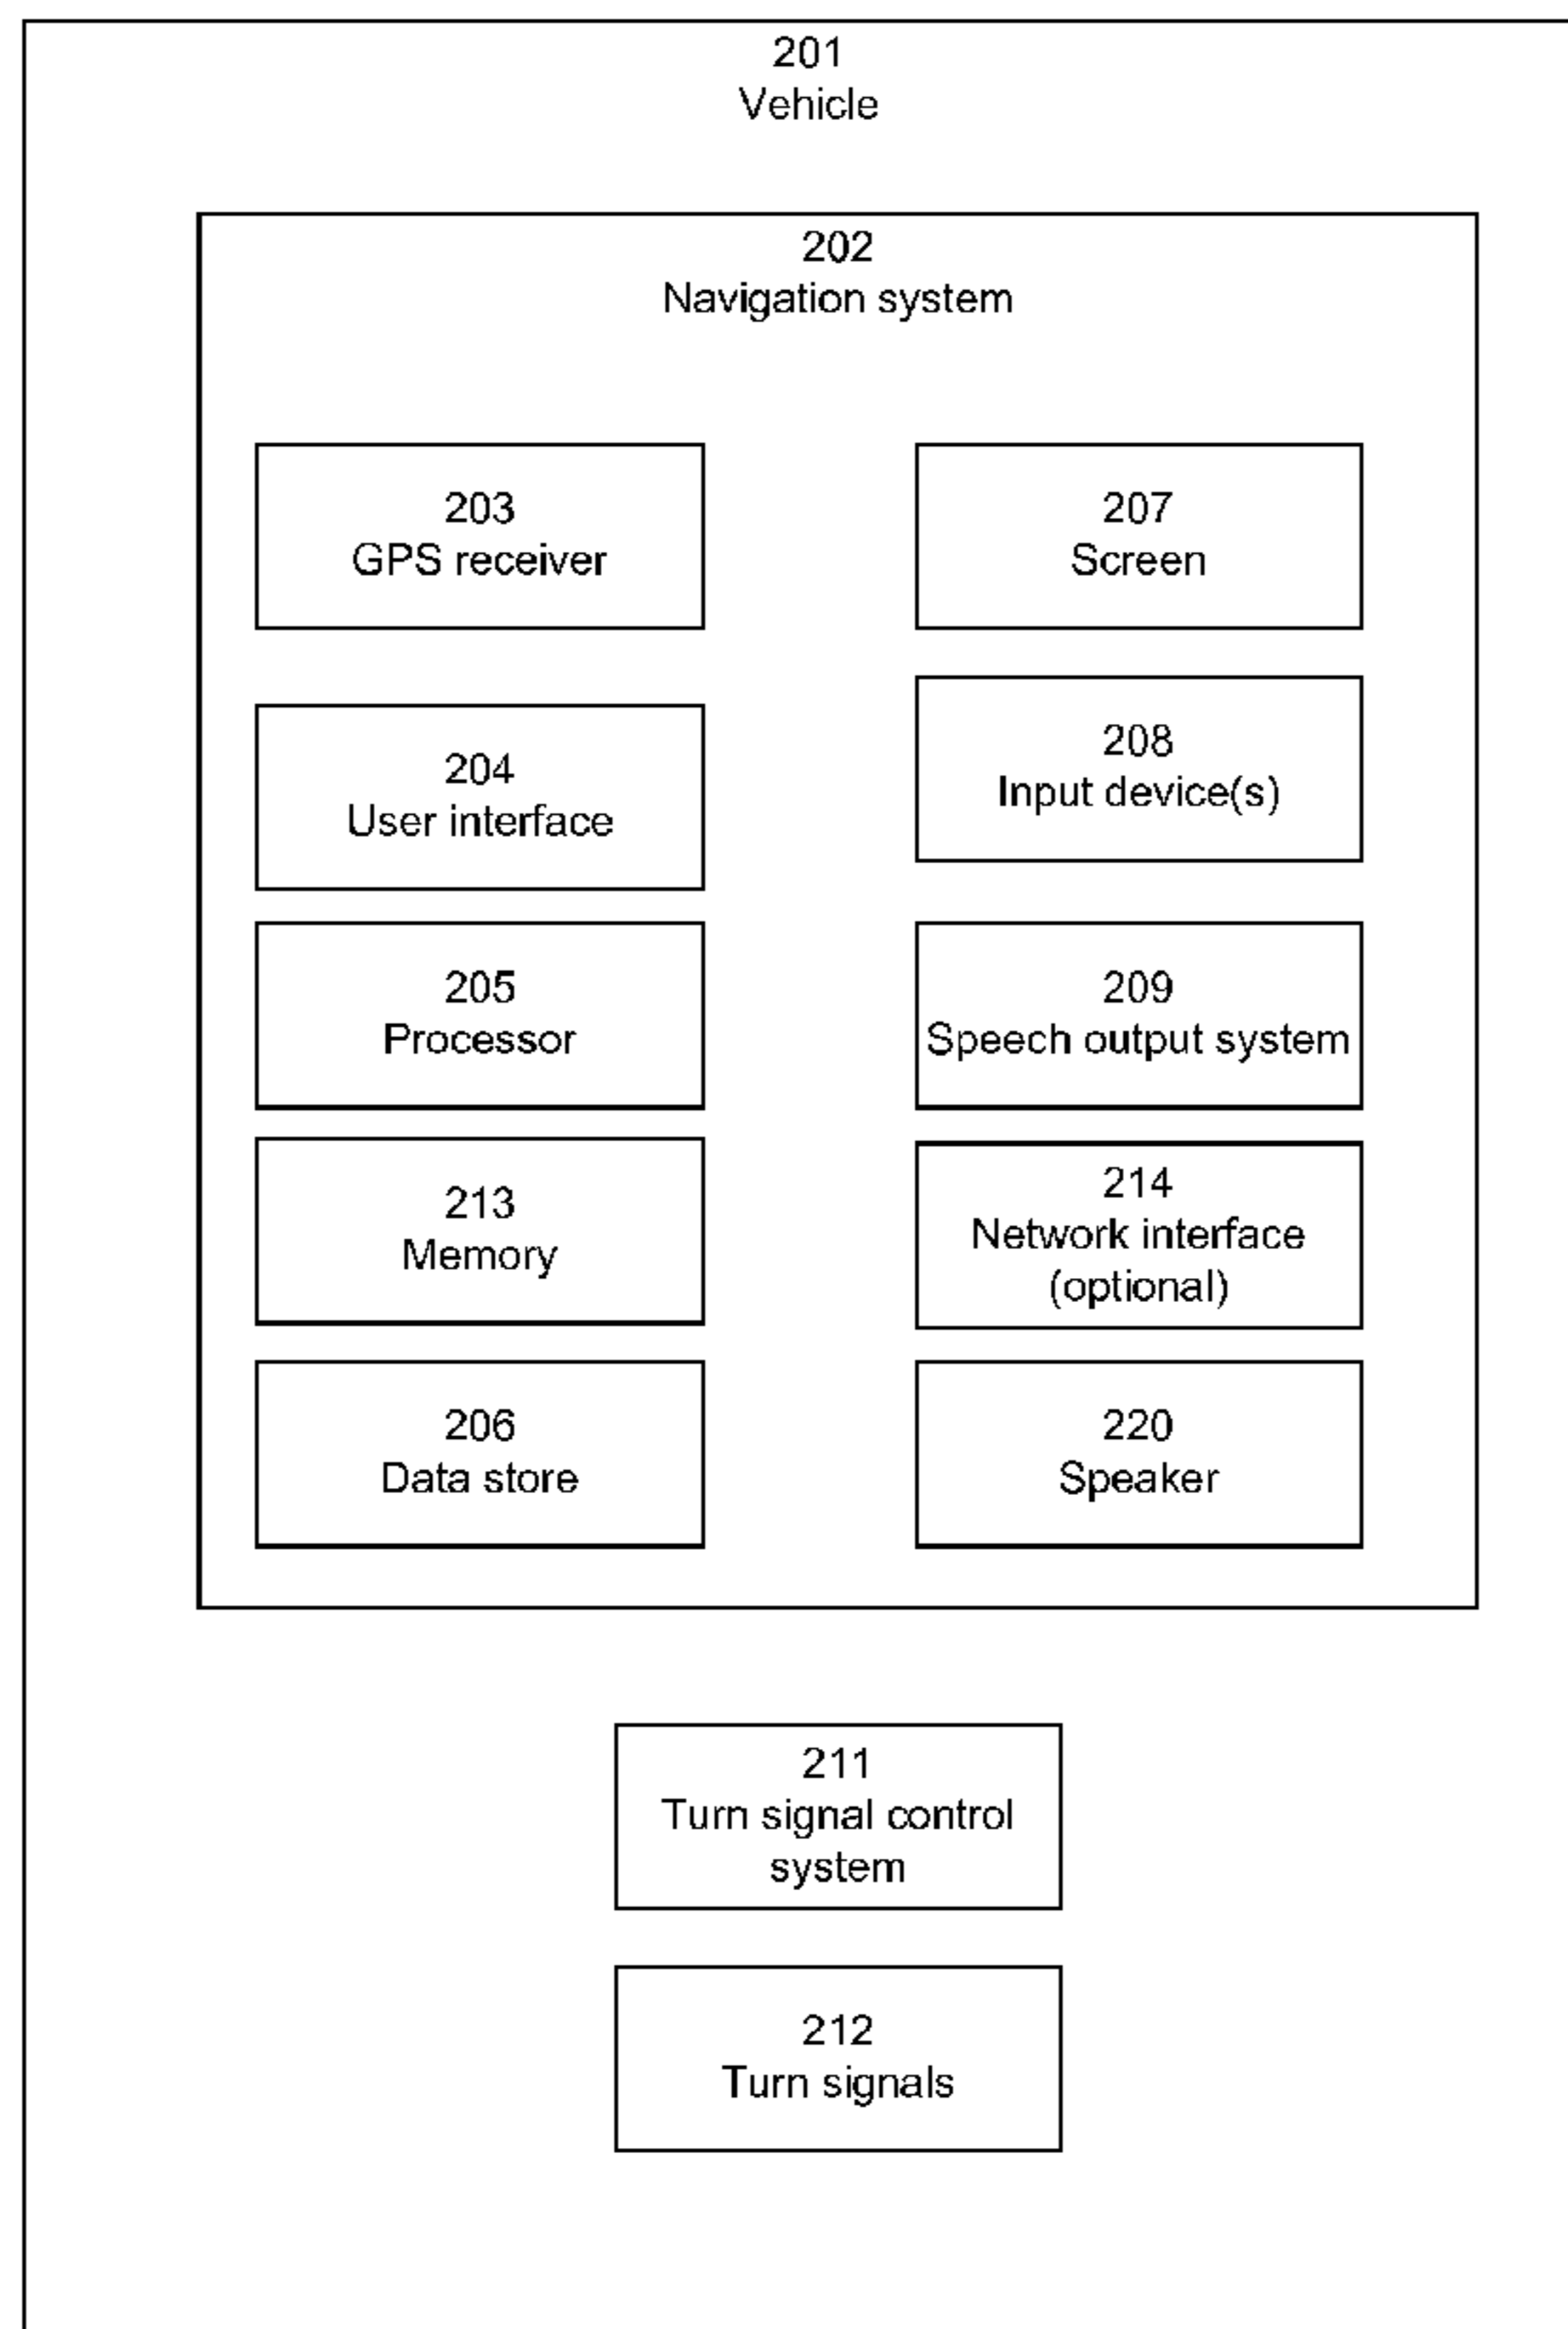 201
Vehicle
202
Navigation system
203
GPS receiver
207
Screen
204
User interface
208
Input device(s)
205
Processor
209
Speech output system
213
Memory
214
Network interface
(optional)
206
Data store
220
Speaker
211
Turn signal control
system
212
Turn signals